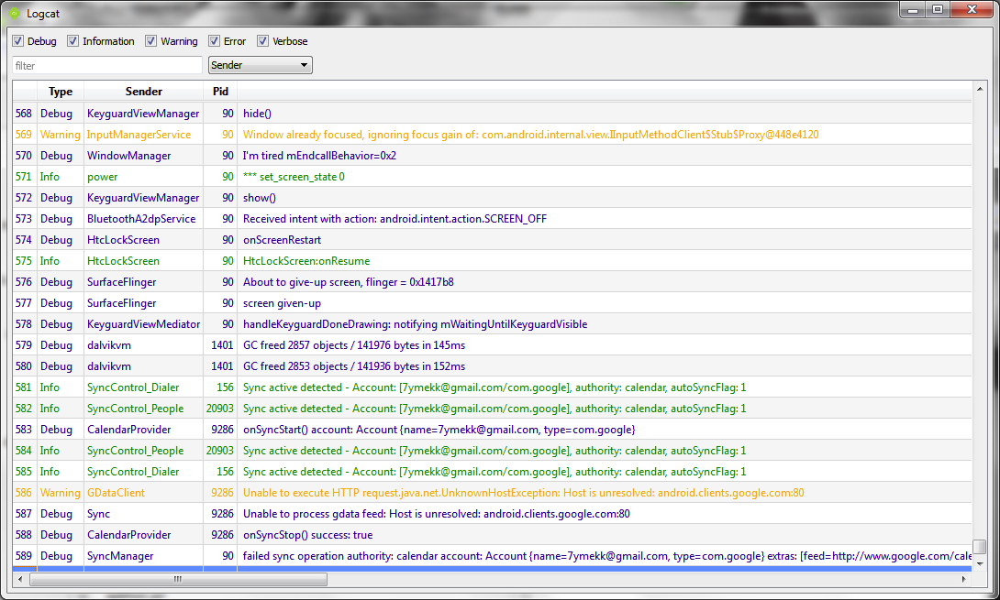 Logcat
Debug Information Warning Error Verbose
filter Sender
Type Sender Pid
568 Debug KeyguardViewManager 90 hide()
569 Warning InputManagerService 90 Window already focused, ignoring focus gain of: com.android.internal.view.IInputMethodClient$Stub$Proxy@448e4120
570 Debug WindowManager 90 I'm tired mEndcallBehavior=0x2
571 Info power 90 *** set_screen_state 0
572 Debug KeyguardViewManager 90 show()
573 Debug BluetoothA2dpService 90 Received intent with action: android.intent.action.SCREEN_OFF
574 Debug HtcLockScreen 90 onScreenRestart
575 Info HtcLockScreen 90 HtcLockScreen:onResume
576 Debug SurfaceFlinger 90 About to give-up screen, flinger = 0x1417b8
577 Debug SurfaceFlinger 90 screen given-up
578 Debug KeyguardViewMediator 90 handleKeyguardDoneDrawing: notifying mWaitingUntilKeyguardVisible
579 Debug dalvikvm 1401 GC freed 2857 objects / 141976 bytes in 145ms
580 Debug dalvikvm 1401 GC freed 2853 objects / 141936 bytes in 152ms
581 Info SyncControl_Dialer 156 Sync active detected - Account: [7ymekk@gmail.com/com.google], authority: calendar, autoSyncFlag: 1
582 Info SyncControl_People 20903 Sync active detected - Account: [7ymekk@gmail.com/com.google], authority: calendar, autoSyncFlag: 1
583 Debug CalendarProvider 9286 onSyncStart() account: Account {name=7ymekk@gmail.com, type=com.google}
584 Info SyncControl_People 20903 Sync active detected - Account: [7ymekk@gmail.com/com.google], authority: calendar, autoSyncFlag: 1
585 Info SyncControl_Dialer 156 Sync active detected - Account: [7ymekk@gmail.com/com.google], authority: calendar, autoSyncFlag: 1
586 Warning GDataClient 9286 Unable to execute HTTP request.java.net.UnknownHostException: Host is unresolved: android.clients.google.com:80
587 Debug Sync 9286 Unable to process gdata feed: Host is unresolved: android.clients.google.com:80
588 Debug CalendarProvider 9286 onSyncStop() success: true
589 Debug SyncManager 90 failed sync operation authority: calendar account: Account {name=7ymekk@gmail.com, type=com.google} extras: [feed=http://www.google.com/cale